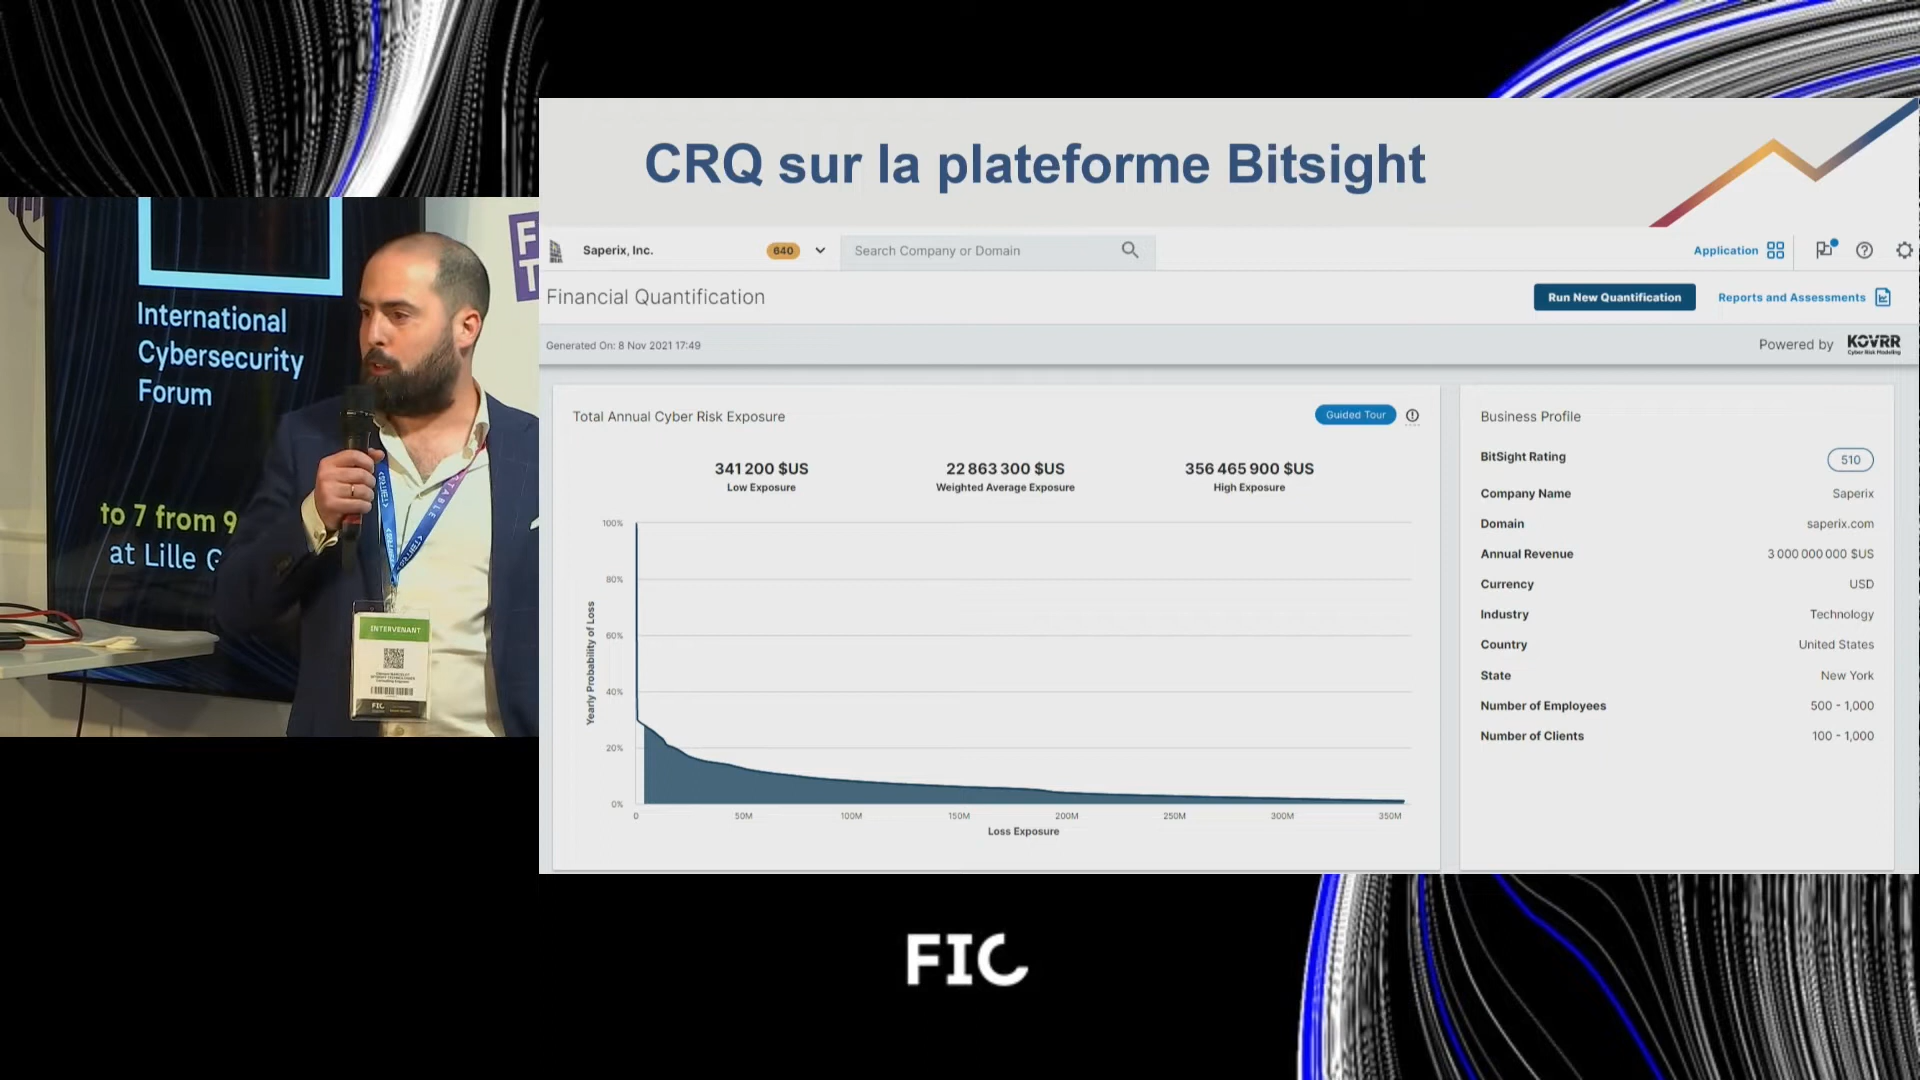 CRQ sur la plateforme Bitsight
Saperix, Inc.
640
Search Company or Domain
Application
Financial Quantification
Run New Quantification
Reports and Assessments
Generated On: 8 Nov 2021 17:49
Powered by
KOVRR
Cyber Risk Modeling
Total Annual Cyber Risk Exposure
Guided Tour
341 200 $US
Low Exposure
22 863 300 $US
Weighted Average Exposure
356 465 900 $US
High Exposure
Yearly Probability of Loss
100%
80%
60%
40%
20%
0%
0
50M
100M
150M
200M
250M
300M
350M
Loss Exposure
Business Profile
BitSight Rating
510
Company Name
Saperix
Domain
saperix.com
Annual Revenue
3 000 000 000 $US
Currency
USD
Industry
Technology
Country
United States
State
New York
Number of Employees
500 - 1,000
Number of Clients
100 - 1,000
International
Cybersecurity
Forum
to 7 from 9
at Lille G
F
T
TABLE
INTERVENANT
FIC
FIC